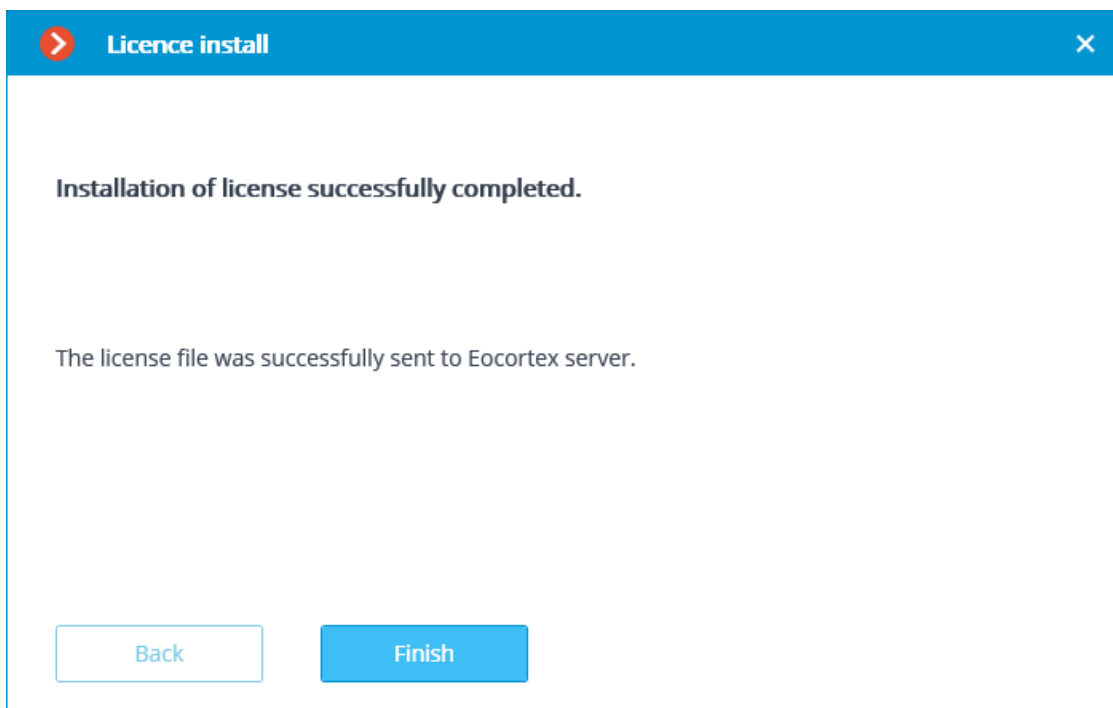 Licence install
Installation of license successfully completed.
The license file was successfully sent to Eocortex server.
Back
Finish